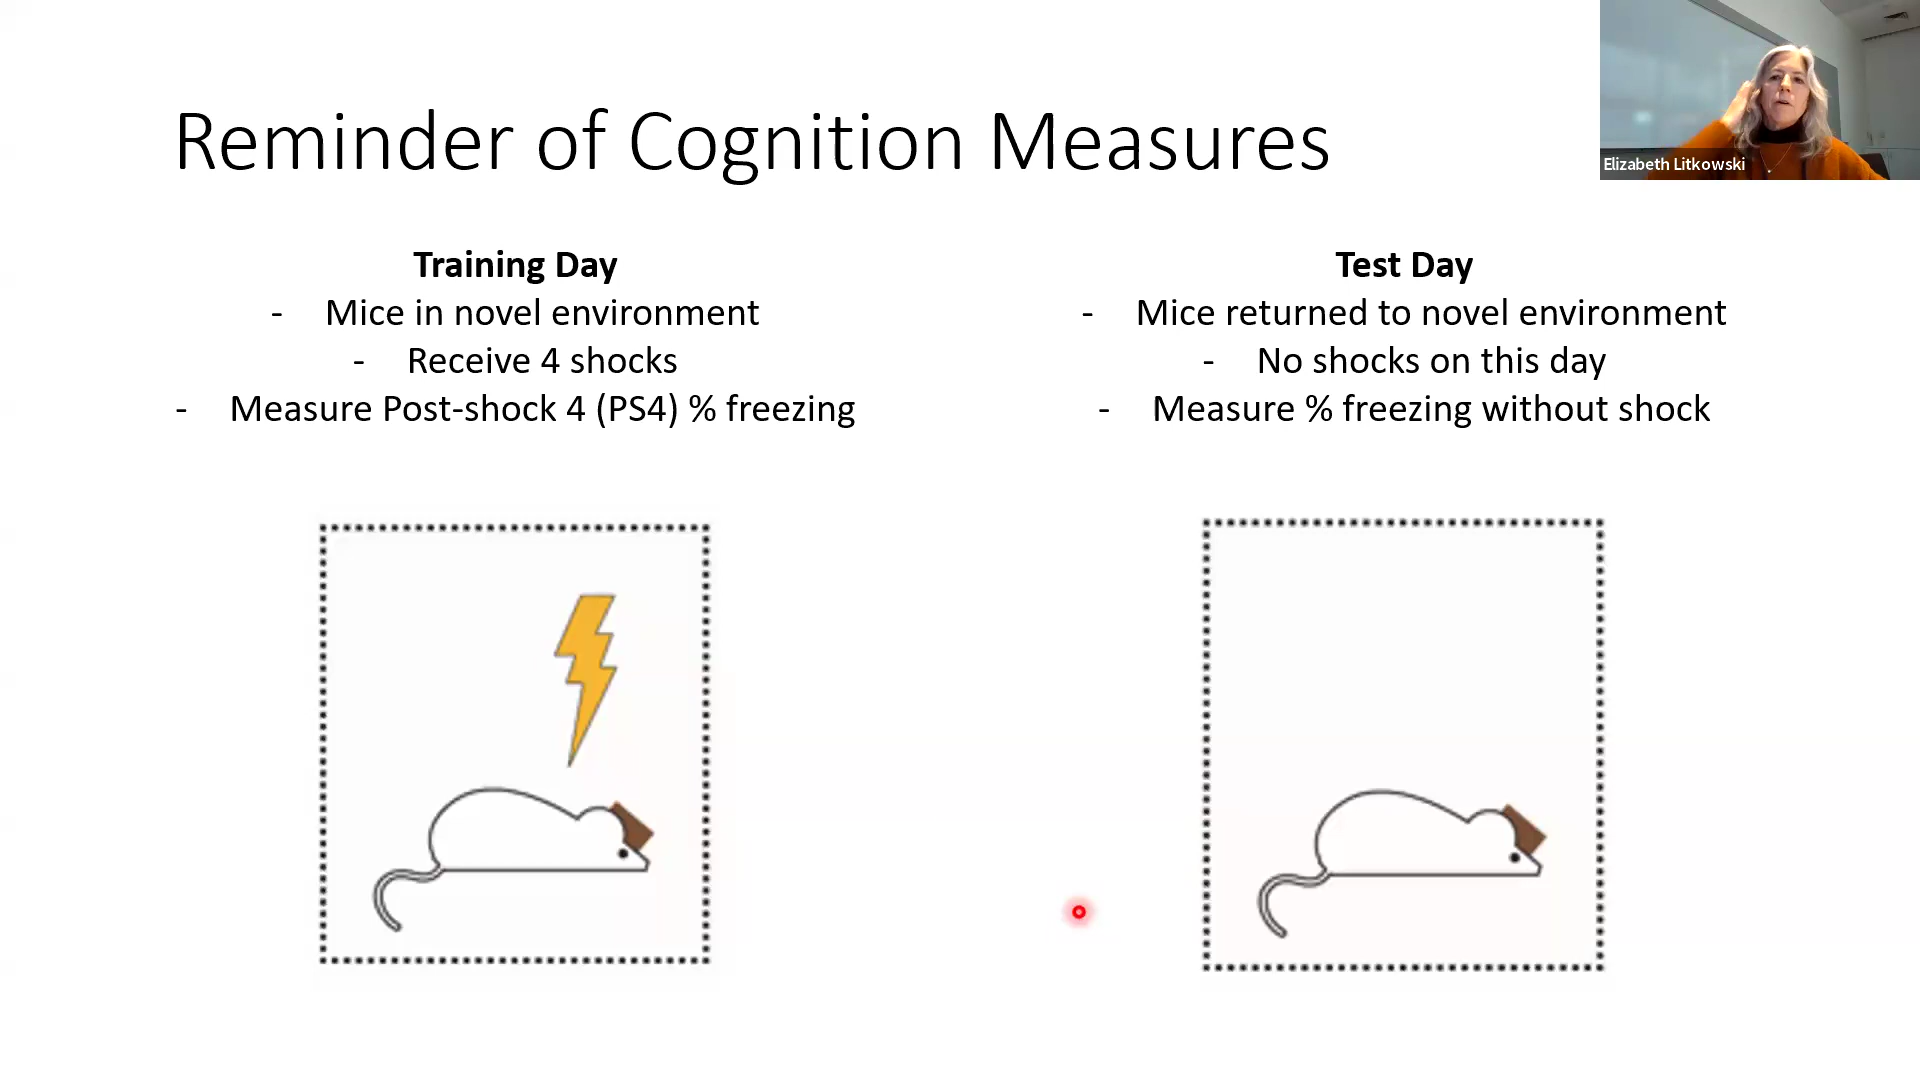 Reminder of Cognition Measures
Elizabeth Litkowski
Training Day
- Mice in novel environment
- Receive 4 shocks
- Measure Post-shock 4 (PS4) % freezing
Test Day
- Mice returned to novel environment
- No shocks on this day
- Measure % freezing without shock